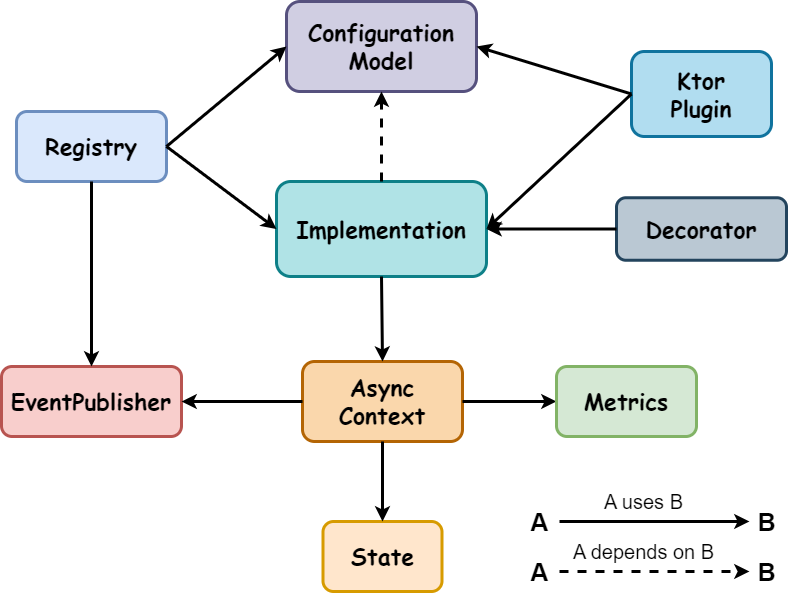 Configuration
Model
Ktor
Plugin
Registry
Implementation
Decorator
EventPublisher
Async
Context
Metrics
State
A uses B
A B
A depends on B
A B